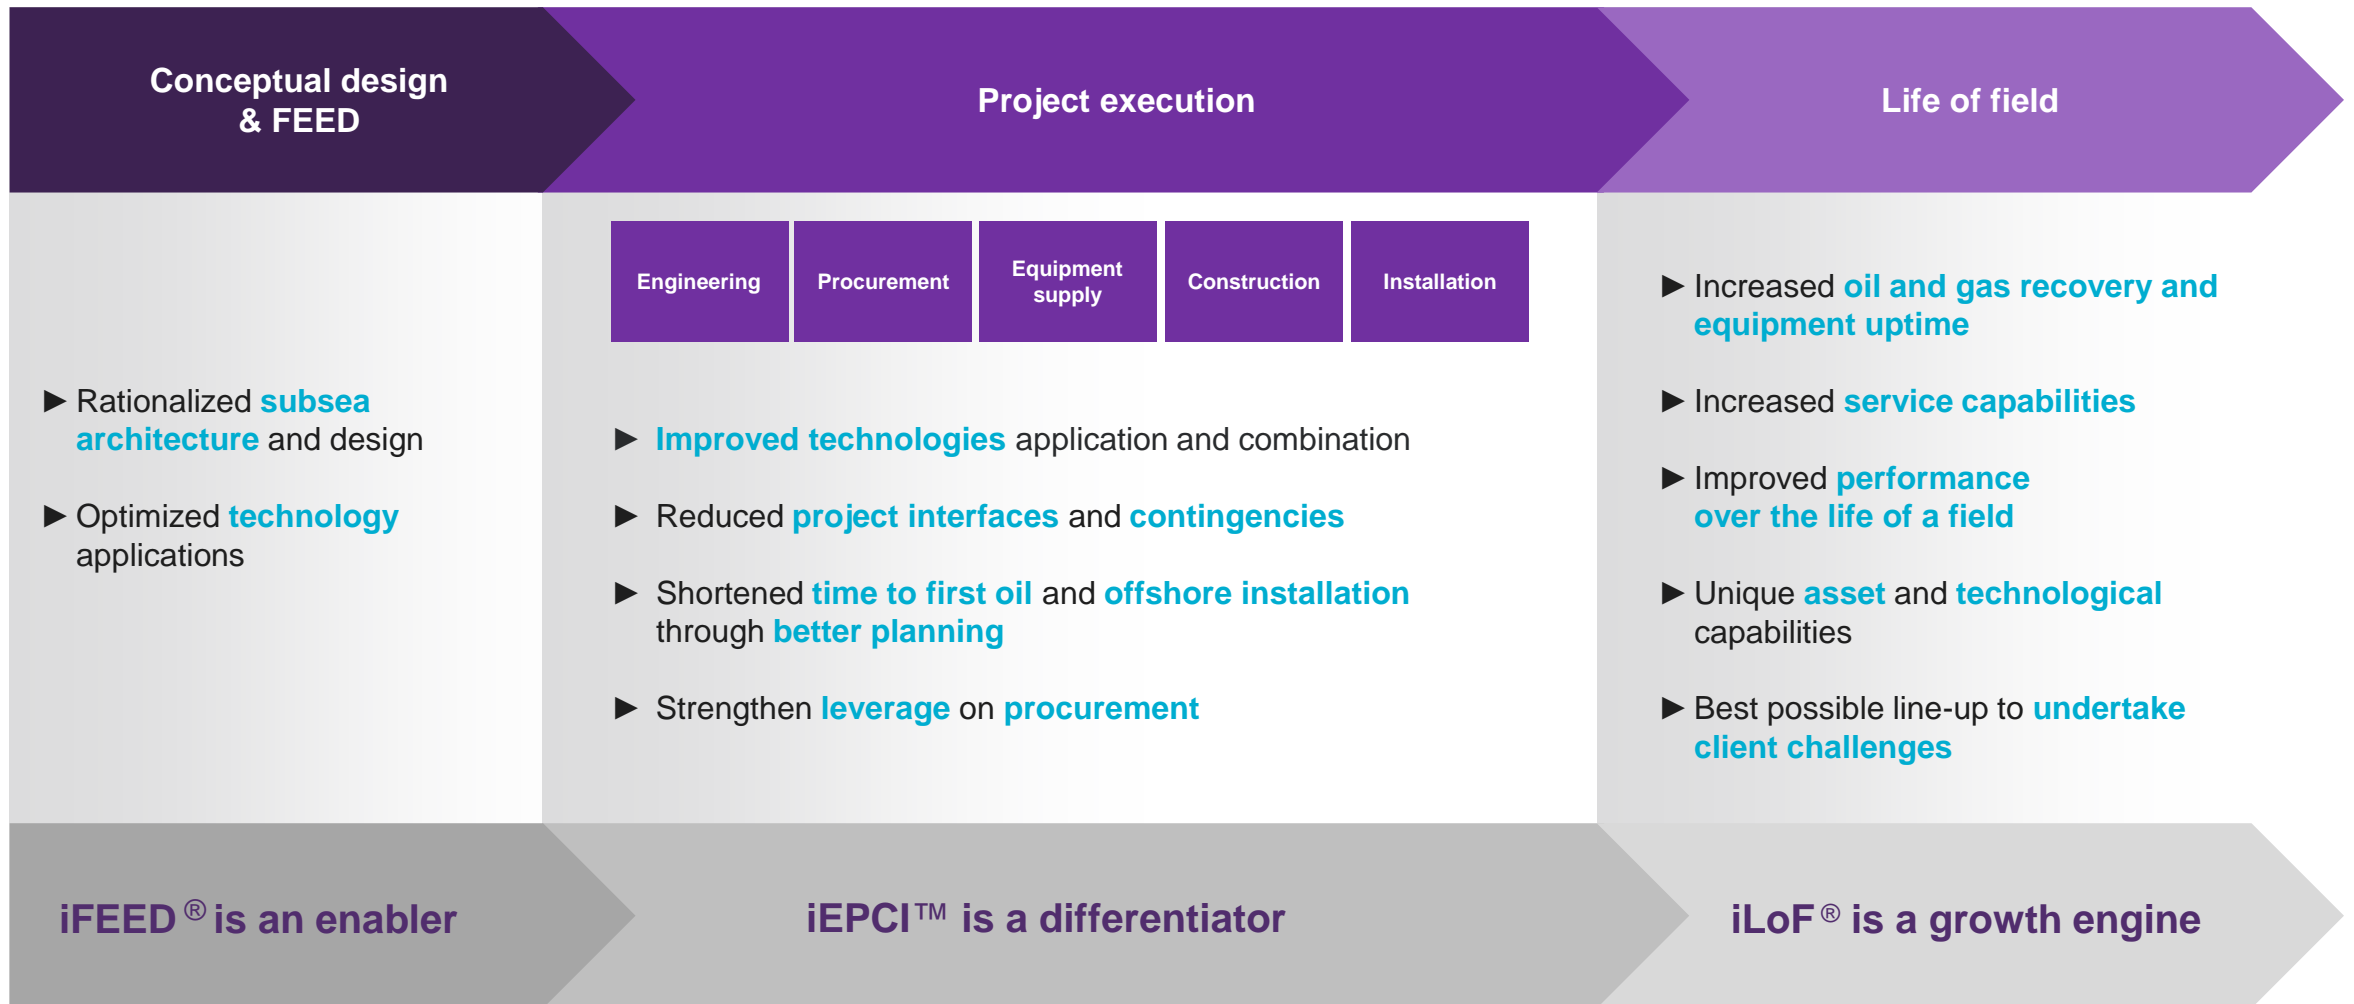 Conceptual design
& FEED
Project execution
Life of field
Rationalized subsea
architecture and design
Optimized technology
applications
Engineering
Procurement
Equipment
supply
Construction
Installation
Improved technologies application and combination
Reduced project interfaces and contingencies
Shortened time to first oil and offshore installation
through better planning
Strengthen leverage on procurement
Increased oil and gas recovery and
equipment uptime
Increased service capabilities
Improved performance
over the life of a field
Unique asset and technological
capabilities
Best possible line-up to undertake
client challenges
iFEED® is an enabler
iEPCI™ is a differentiator
iLoF® is a growth engine